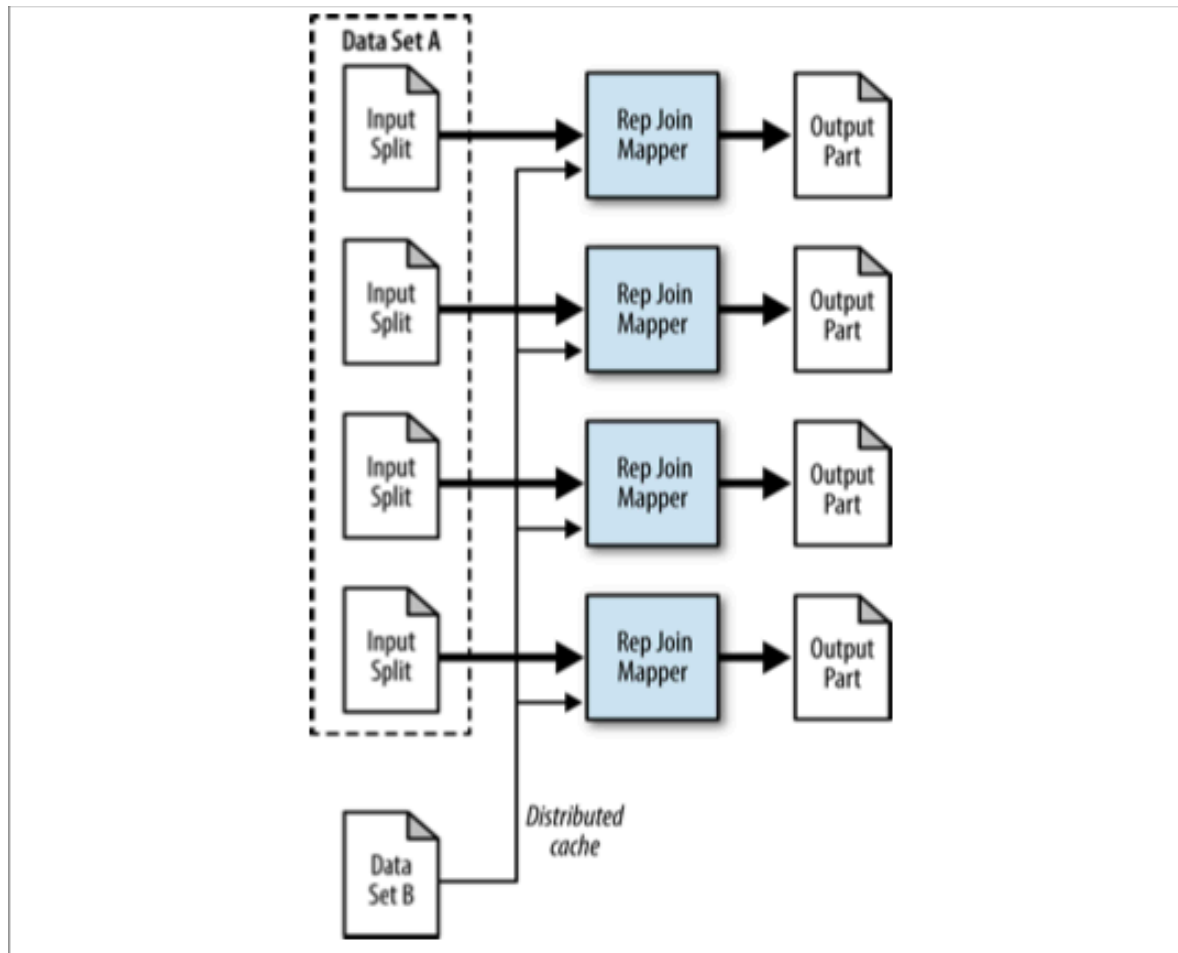 Data Set A
Input
Split
Rep Join
Mapper
Output
Part
Input
Split
Rep Join
Mapper
Output
Part
Input
Split
Rep Join
Mapper
Output
Part
Input
Split
Rep Join
Mapper
Output
Part
Distributed
cache
Data
Set B